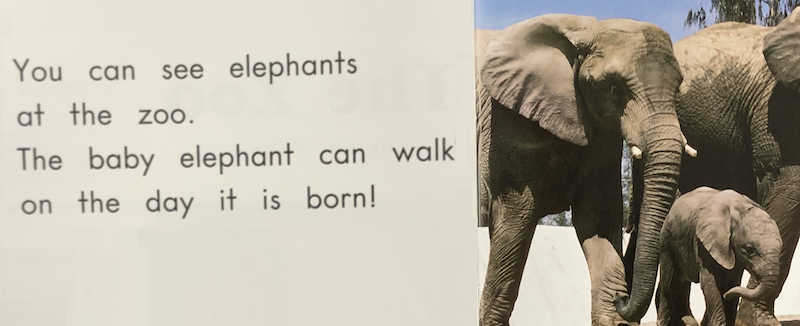 You can see elephants
at the zoo.
The baby elephant can walk
on the day it is born!